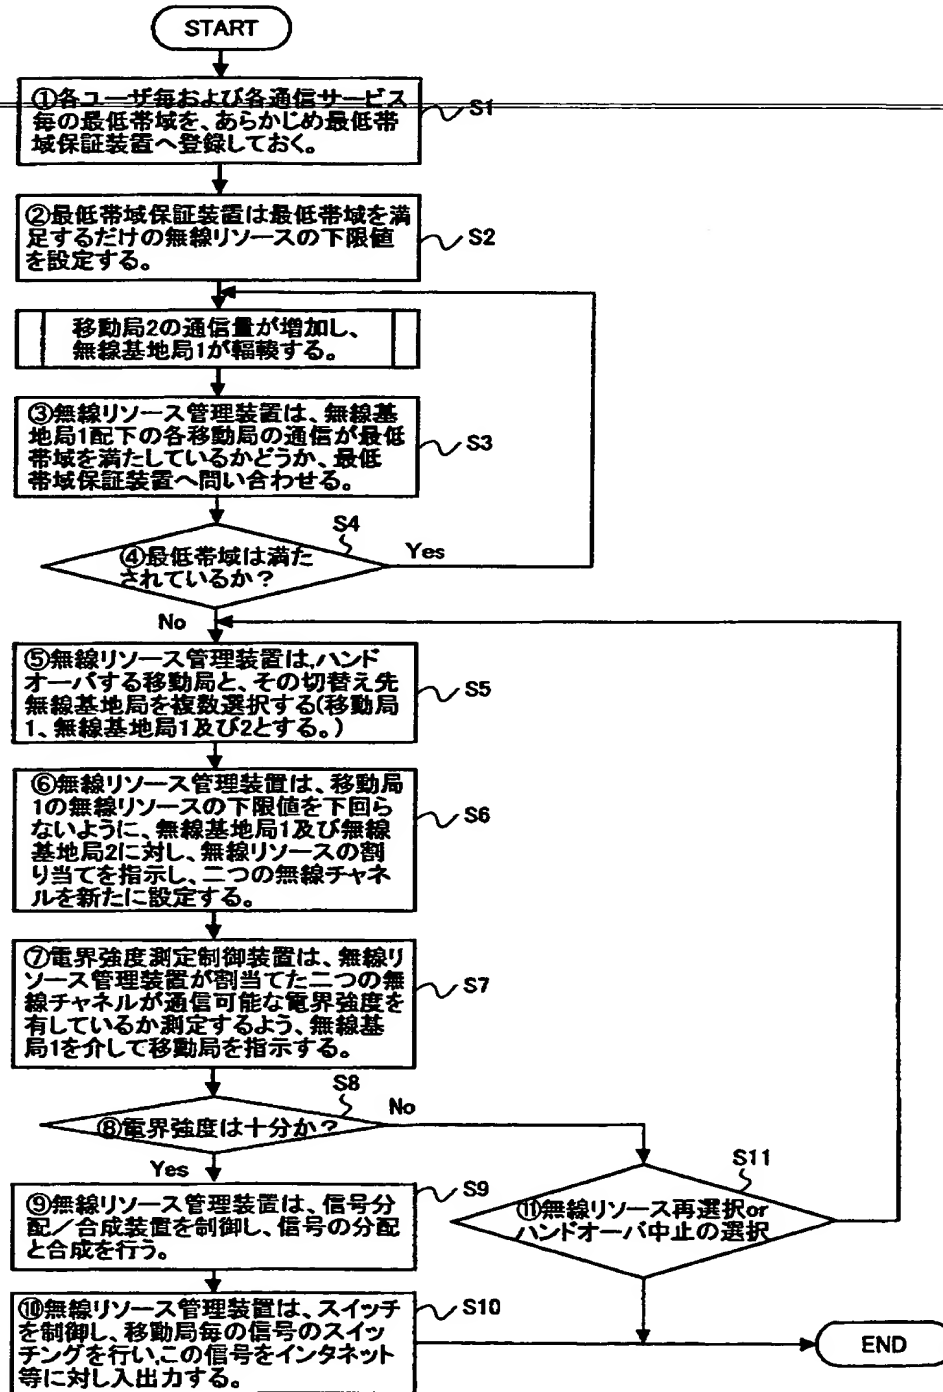 START
①各ユーザ毎および各通信サービス
毎の最低帯域を、あらかじめ最低帯
域保証装置へ登録しておく。
S1
②最低帯域保証装置は最低帯域を満
足するだけの無線リソースの下限値
を設定する。
S2
移動局2の通信量が増加し、
無線基地局1が輻輳する。
③無線リソース管理装置は、無線基
地局1配下の各移動局の通信が最低
帯域を満たしているかどうか、最低
帯域保証装置へ問い合わせる。
S3
S4
④最低帯域は満た
されているか？
Yes
No
⑤無線リソース管理装置は、ハンド
オーバする移動局と、その切替え先
無線基地局を複数選択する(移動局
1、無線基地局1及び2とする。)
S5
⑥無線リソース管理装置は、移動局
1の無線リソースの下限値を下回ら
ないように、無線基地局1及び無線
基地局2に対し、無線リソースの割
り当てを指示し、二つの無線チャネ
ルを新たに設定する。
S6
⑦電界強度測定制御装置は、無線リ
ソース管理装置が割当てた二つの無
線チャネルが通信可能な電界強度を
有しているか測定するよう、無線基
局1を介して移動局を指示する。
S7
S8
⑧電界強度は十分か？
No
Yes
⑨無線リソース管理装置は、信号分
配／合成装置を制御し、信号の分配
と合成を行う。
S9
S11
⑪無線リソース再選択or
ハンドオーバ中止の選択
⑩無線リソース管理装置は、スイッチ
を制御し、移動局毎の信号のスイッ
チングを行い、この信号をインタネット
等に対し入出力する。
S10
END